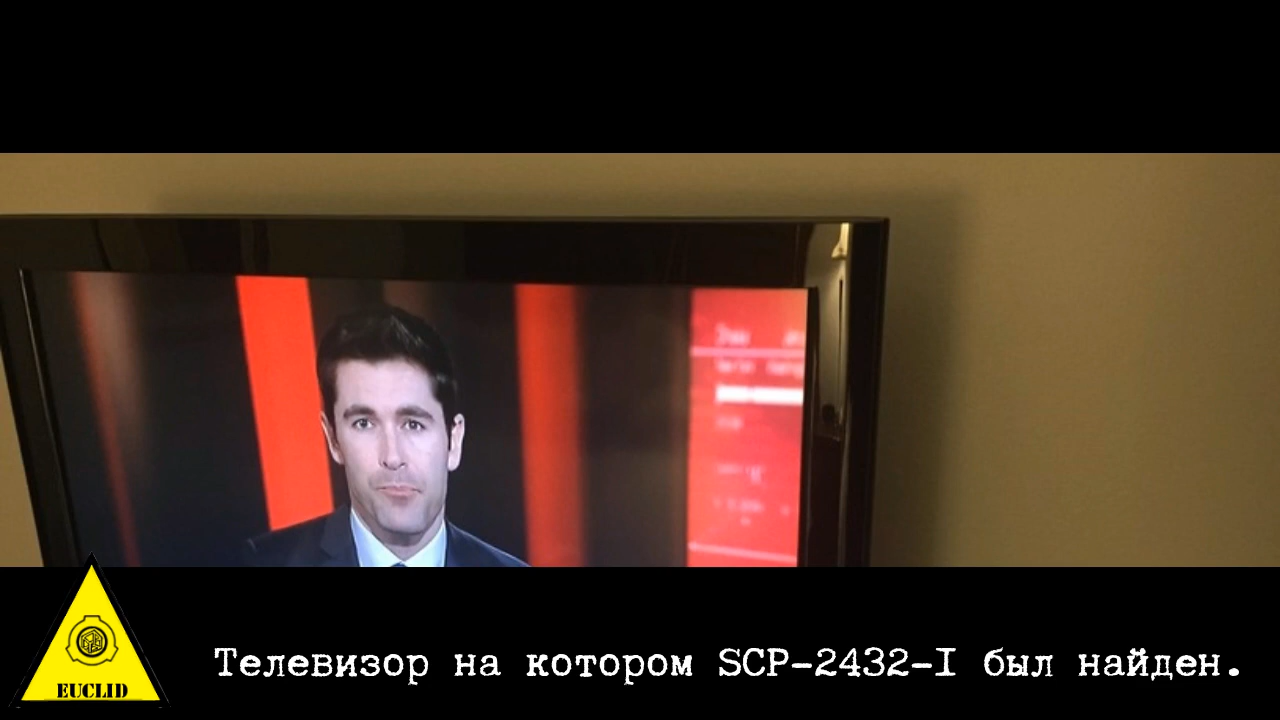 EUCLID
Телевизор на котором SCP-2432-I был найден.